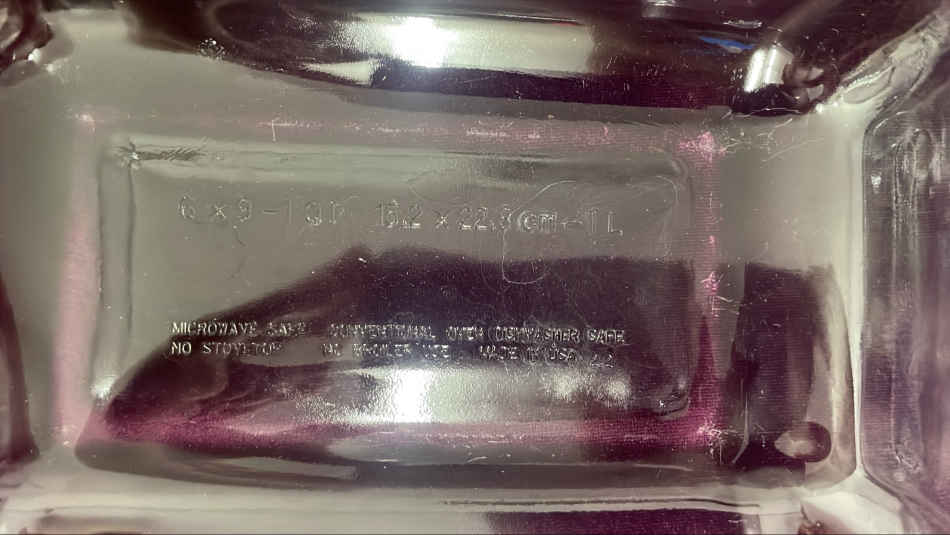 6 x 9 - 1 QT 15.2 x 22.8 cm - 1 L
MICROWAVE SAFE CONVENTIONAL OVEN DISHWASHER SAFE
NO STOVETOP NO BROILER USE MADE IN USA